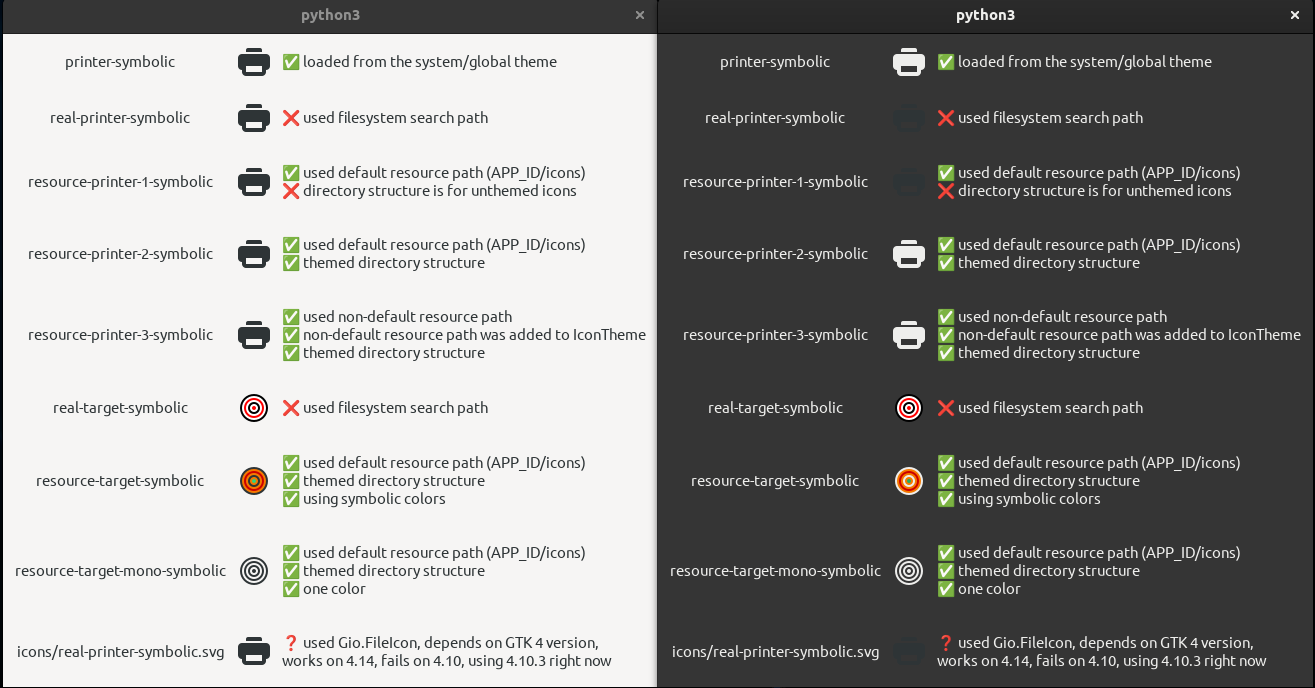 python3 ×
printer-symbolic ✅ loaded from the system/global theme
real-printer-symbolic ❌ used filesystem search path
resource-printer-1-symbolic ✅ used default resource path (APP_ID/icons)
❌ directory structure is for unthemed icons
resource-printer-2-symbolic ✅ used default resource path (APP_ID/icons)
✅ themed directory structure
resource-printer-3-symbolic ✅ used non-default resource path
✅ non-default resource path was added to IconTheme
✅ themed directory structure
real-target-symbolic ❌ used filesystem search path
resource-target-symbolic ✅ used default resource path (APP_ID/icons)
✅ themed directory structure
✅ using symbolic colors
resource-target-mono-symbolic ✅ used default resource path (APP_ID/icons)
✅ themed directory structure
✅ one color
icons/real-printer-symbolic.svg ❓ used Gio.FileIcon, depends on GTK 4 version,
works on 4.14, fails on 4.10, using 4.10.3 right now
python3 ×
printer-symbolic ✅ loaded from the system/global theme
real-printer-symbolic ❌ used filesystem search path
resource-printer-1-symbolic ✅ used default resource path (APP_ID/icons)
❌ directory structure is for unthemed icons
resource-printer-2-symbolic ✅ used default resource path (APP_ID/icons)
✅ themed directory structure
resource-printer-3-symbolic ✅ used non-default resource path
✅ non-default resource path was added to IconTheme
✅ themed directory structure
real-target-symbolic ❌ used filesystem search path
resource-target-symbolic ✅ used default resource path (APP_ID/icons)
✅ themed directory structure
✅ using symbolic colors
resource-target-mono-symbolic ✅ used default resource path (APP_ID/icons)
✅ themed directory structure
✅ one color
icons/real-printer-symbolic.svg ❓ used Gio.FileIcon, depends on GTK 4 version,
works on 4.14, fails on 4.10, using 4.10.3 right now